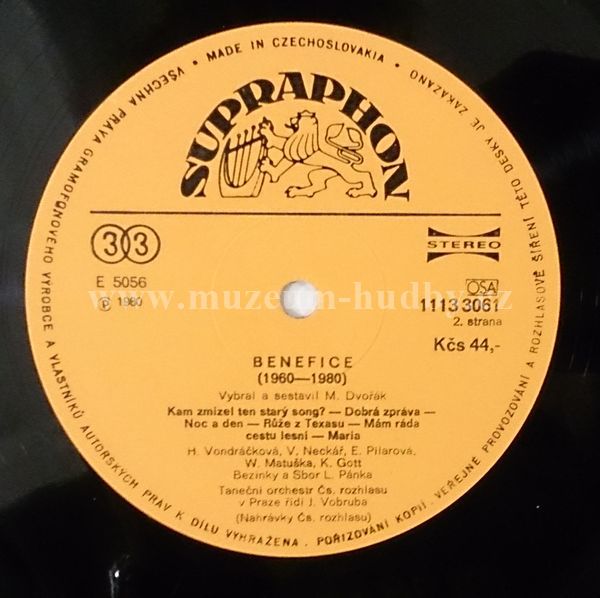 VŠECHNA PRÁVA GRAMOFONOVÉHO VÝROBCE A VLASTNÍKŮ AUTORSKÝCH PRÁV K DÍLU VYHRAŽENA . POŘIZOVÁNÍ KOPIÍ . VEŘEJNÉ PROVOZOVÁNÍ A ROZHLASOVÉ ŠÍŘENÍ TÉTO DESKY JE ZAKÁZÁNO
• MADE IN CZECHOSLOVAKIA •
SUPRAPHON
33
STEREO
E 5056
℗ 1980
OSA
1113 3061
2. strana
Kčs 44,-
www.muzeum-hudby.cz
BENEFICE
(1960—1980)
Vybral a sestavil M. Dvořák
Kam zmizel ten starý song? — Dobrá zpráva —
Noc a den — Růže z Texasu — Mám ráda
cestu lesní — Maria
H. Vondráčková, V. Neckář, E. Pilarová,
W. Matuška, K. Gott
Bezinky a Sbor L. Pánka
Taneční orchestr Čs. rozhlasu
v Praze řídí J. Vobruba
(Nahrávky Čs. rozhlasu)